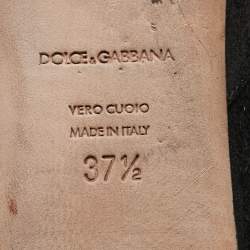 DOLCE & GABBANA
VERO CUOIO
MADE IN ITALY
37½